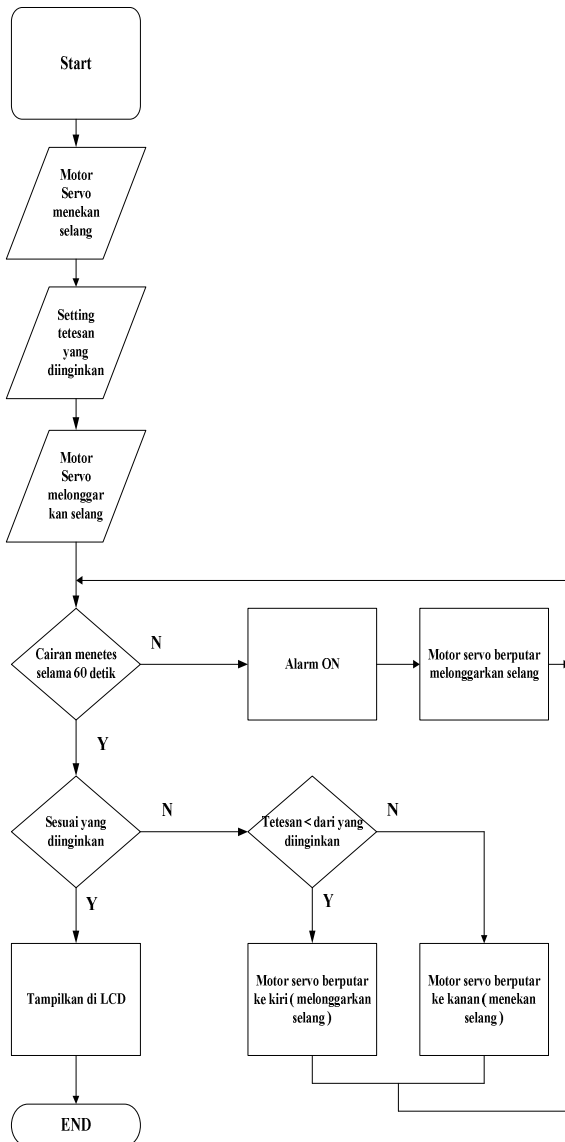 Start
Motor
Servo
menekan
selang
Setting
tetesan
yang
diinginkan
Motor
Servo
melonggar
kan selang
Cairan menetes
selama 60 detik
N
Alarm ON
Motor servo berputar
melonggarkan selang
Y
Sesuai yang
diinginkan
N
Tetesan < dari yang
diinginkan
N
Y
Y
Tampilkan di LCD
Motor servo berputar
ke kiri ( melonggarkan
selang )
Motor servo berputar
ke kanan ( menekan
selang )
END